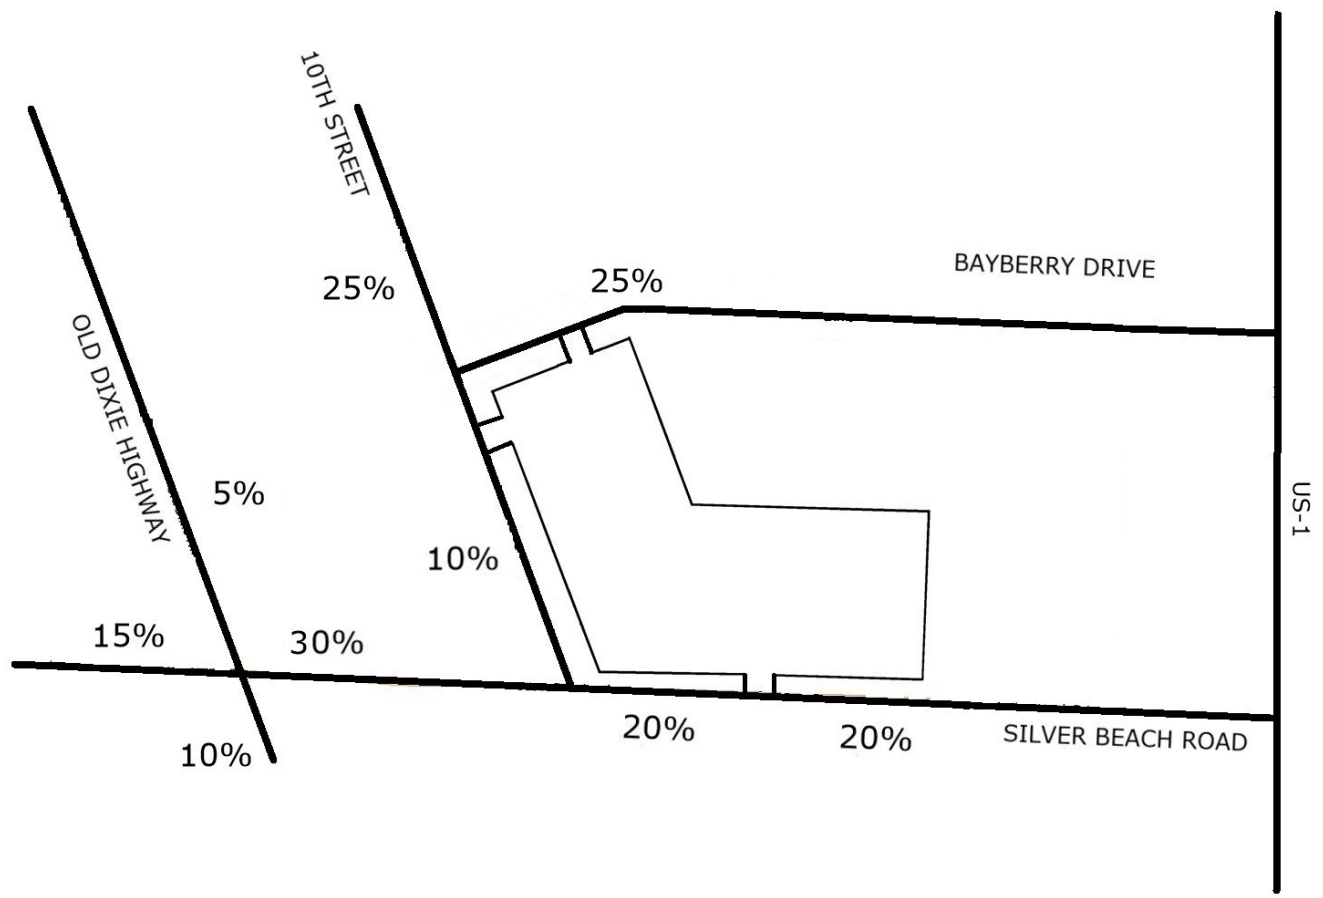 10TH STREET
BAYBERRY DRIVE
25%
25%
OLD DIXIE HIGHWAY
5%
US-1
10%
15%
30%
20%
20%
SILVER BEACH ROAD
10%